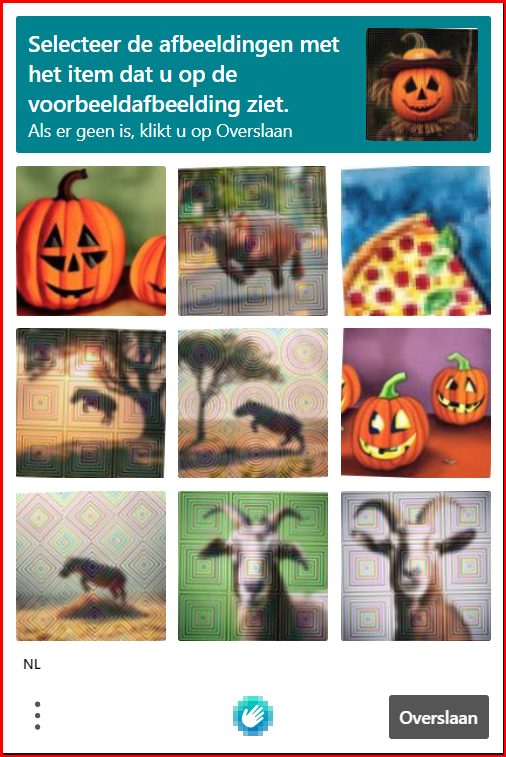 Selecteer de afbeeldingen met
het item dat u op de
voorbeeldafbeelding ziet.
Als er geen is, klikt u op Overslaan
NL
Overslaan